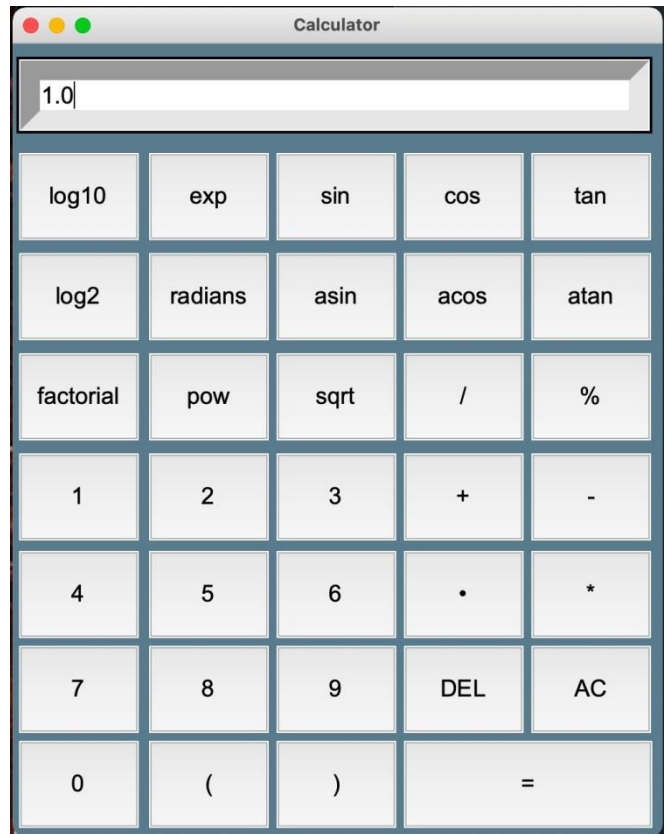 Calculator
1.0
log10 exp sin cos tan
log2 radians asin acos atan
factorial pow sqrt / %
1 2 3 + -
4 5 6 • *
7 8 9 DEL AC
0 ( ) =